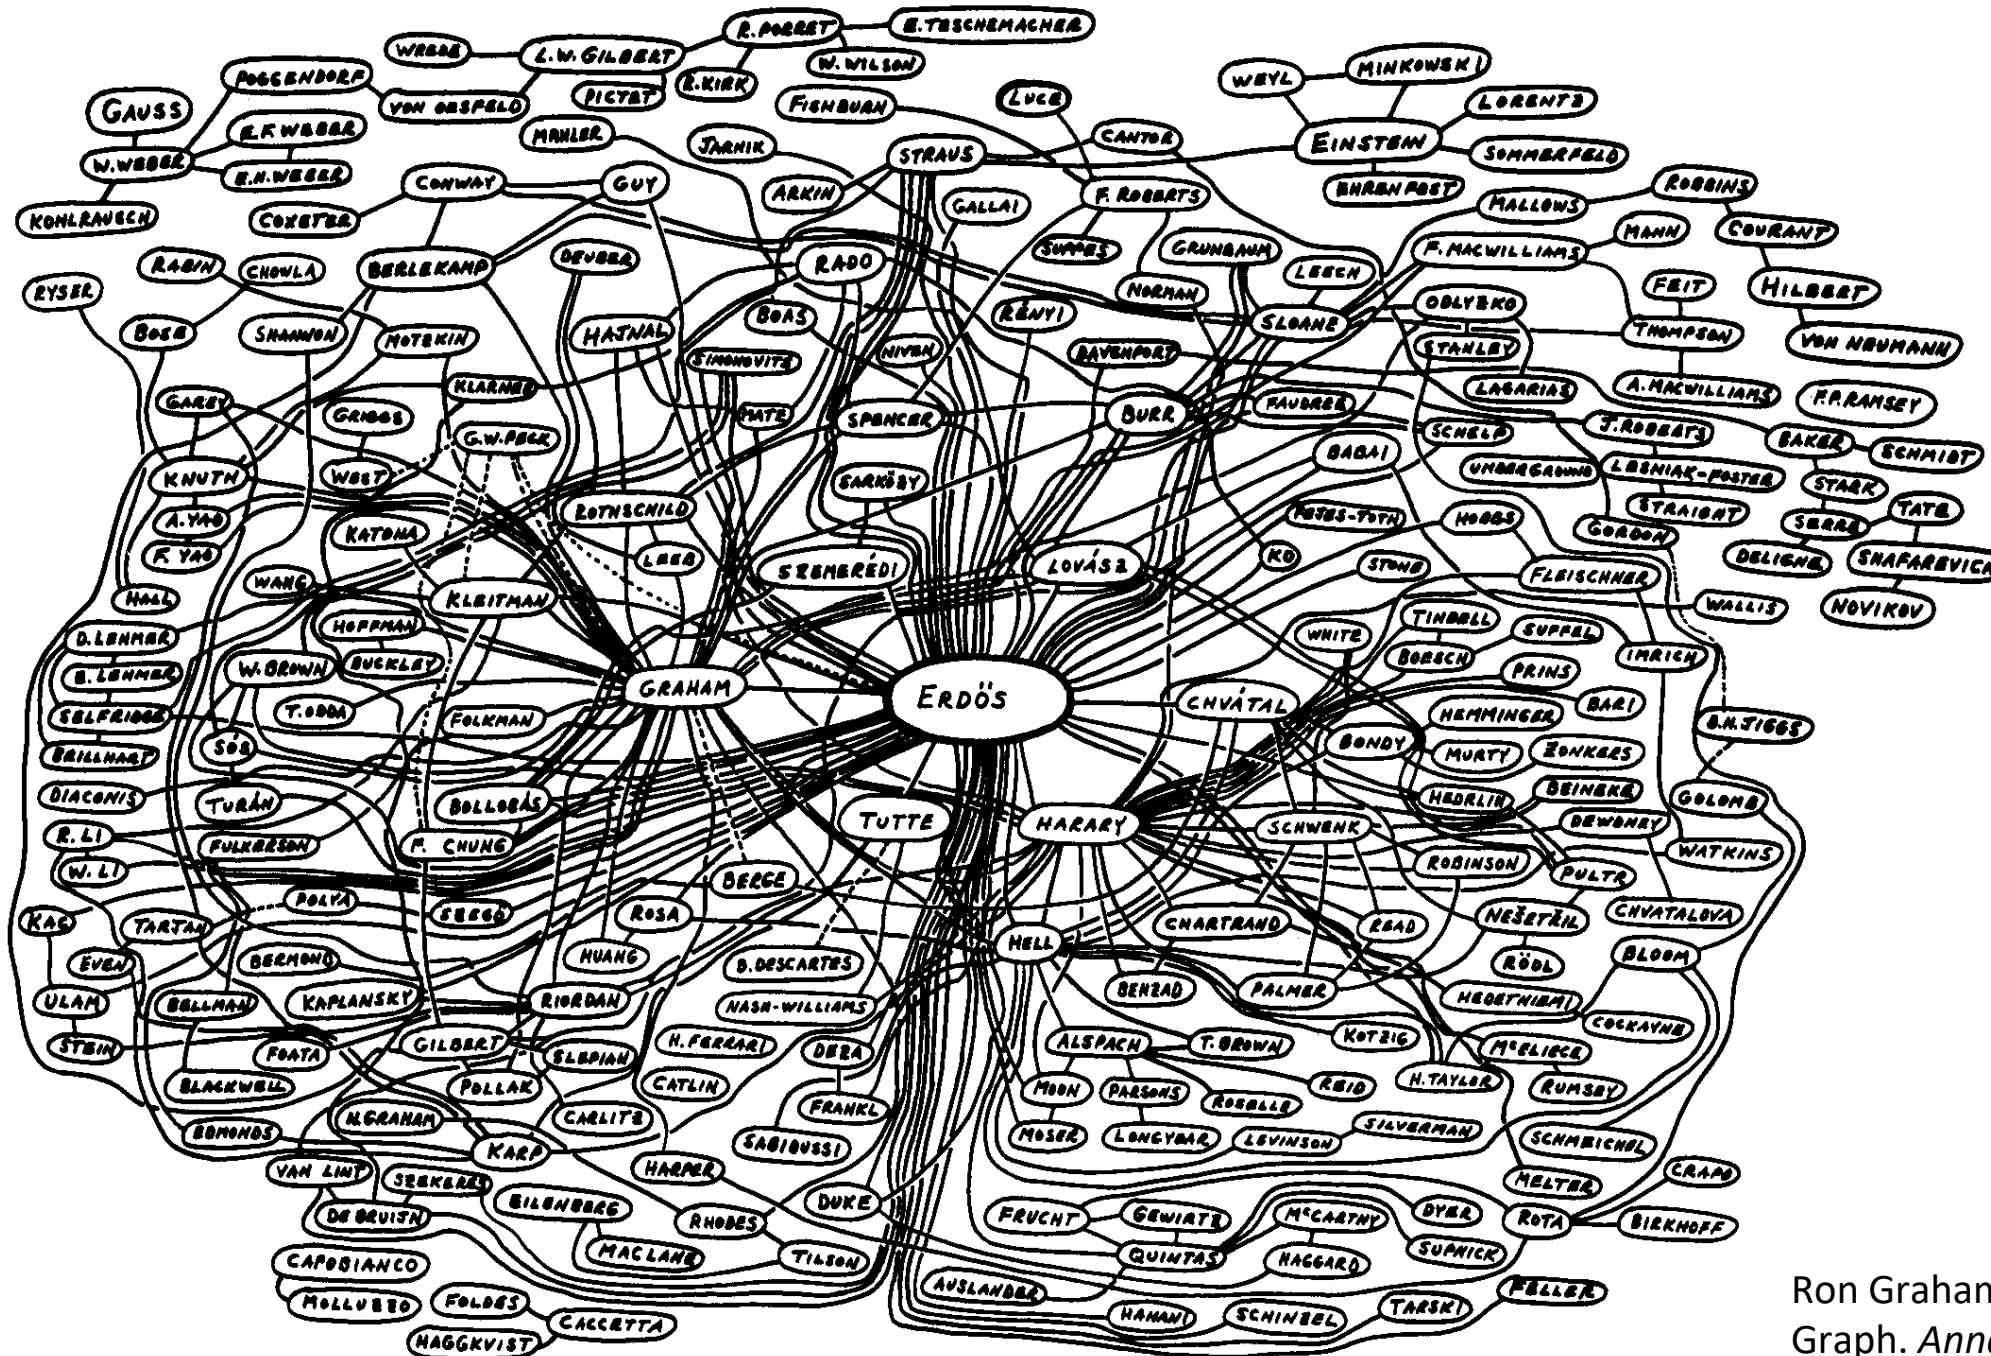 WREDE
L.W. GILBERT
R. PORRET
E. TESCHEMACHER
POGGENDORF
VON OESFELD
PICTET
R. KIRK
W. WILSON
FISHBURN
LUCE
WEYL
MINKOWSKI
GAUSS
E.F. WEBER
MAHLER
JARNIK
STRAUS
CANTOR
EINSTEIN
LORENTZ
SOMMERFELD
W. WEBER
E.H. WEBER
CONWAY
GUY
ARKIN
GALLAI
F. ROBERTS
EHRENFEST
MALLOWS
ROBBINS
KOHLRAUSCH
COXETER
SUPPES
GRUNBAUM
F. MACWILLIAMS
MANN
COURANT
RABIN
CHOWLA
BERLEKAMP
DEUBER
RADO
NORMAN
LEECH
FEIT
HILBERT
RYSER
BOSE
SHANNON
MOTZKIN
HAJNAL
BOAS
RÉNYI
SLOANE
ODLYZKO
THOMPSON
VON NEUMANN
SIMONOVITS
NIVEN
DAVENPORT
STANLEY
LAGARIAS
A. MACWILLIAMS
F.P. RAMSEY
GAREY
GRIGGS
KLARNER
MATE
SPENCER
BURR
FAUDREE
SCHELP
J. ROBERTS
BAKER
SCHMIDT
G.W. PECK
BABAI
UNDERGROUND
LESNIAK-FOSTER
STARK
KNUTH
WEST
SARKÖZY
STRAIGHT
TATE
A. YAO
KATONA
ROTHSCHILD
FEJES-TOTH
HOBBS
GORDON
SERRE
F. YAO
LEEB
SZEMERÉDI
LOVÁSZ
KO
STONE
FLEISCHNER
DELIGNE
SHAFAREVICH
HALL
WANG
KLEITMAN
WALLIS
NOVIKOV
D. LEHMER
HOFFMAN
WHITE
TINDELL
SUFFEL
E. LEHMER
W. BROWN
BUCKLEY
BOESCH
PRINS
IMRICH
SELFRIDGE
T. ODDA
FOLKMAN
GRAHAM
ERDÖS
CHVÁTAL
HEMMINGER
BARI
B.H. JIGGS
BRILLHART
SÓS
BONDY
MURTY
ZONKERS
DIACONIS
TURÁN
BOLLOBÁS
TUTTE
HARARY
SCHWENK
HEDRLIN
BEINEKE
GOLOMB
R. LI
FULKERSON
F. CHUNG
DEWDNEY
W. LI
BERGE
ROBINSON
PULTR
WATKINS
KAC
TARTAN
POLYA
SZEGÖ
ROSA
CHARTRAND
READ
NEŠETŘIL
CHVATALOVA
EVEN
BERMOND
HUANG
B. DESCARTES
HELL
RÖDL
BLOOM
ULAM
BELLMAN
KAPLANSKY
RIORDAN
NASH-WILLIAMS
BEHZAD
PALMER
HEDETNIEMI
COCKAYNE
STEIN
FOATA
GILBERT
SLEPIAN
H. FERRARI
DEZA
ALSPACH
T. BROWN
KOTZIG
McELIECE
BLACKWELL
POLLAK
CATLIN
MOON
PARSONS
REID
H. TAYLOR
RUMSEY
N. GRAHAM
CARLITZ
FRANKL
ROSELLE
EDMONDS
KARP
SABIDUSSI
MOSER
LONGYEAR
LEVINSON
SILVERMAN
SCHMEICHEL
VAN LINT
SZEKERES
HARPER
MELTER
CRAPO
DE BRUIJN
EILENBERG
RHODES
DUKE
FRUCHT
GEWIRTZ
McCARTHY
DYER
ROTA
BIRKHOFF
CAPOBIANCO
MACLANE
TILSON
QUINTAS
HAGGARD
SUPNICK
MOLLUZZO
FOLDES
AUSLANDER
HANANI
SCHINZEL
TARSKI
FELLER
HAGGKVIST
CACCETTA
Ron Graham
Graph. Ann